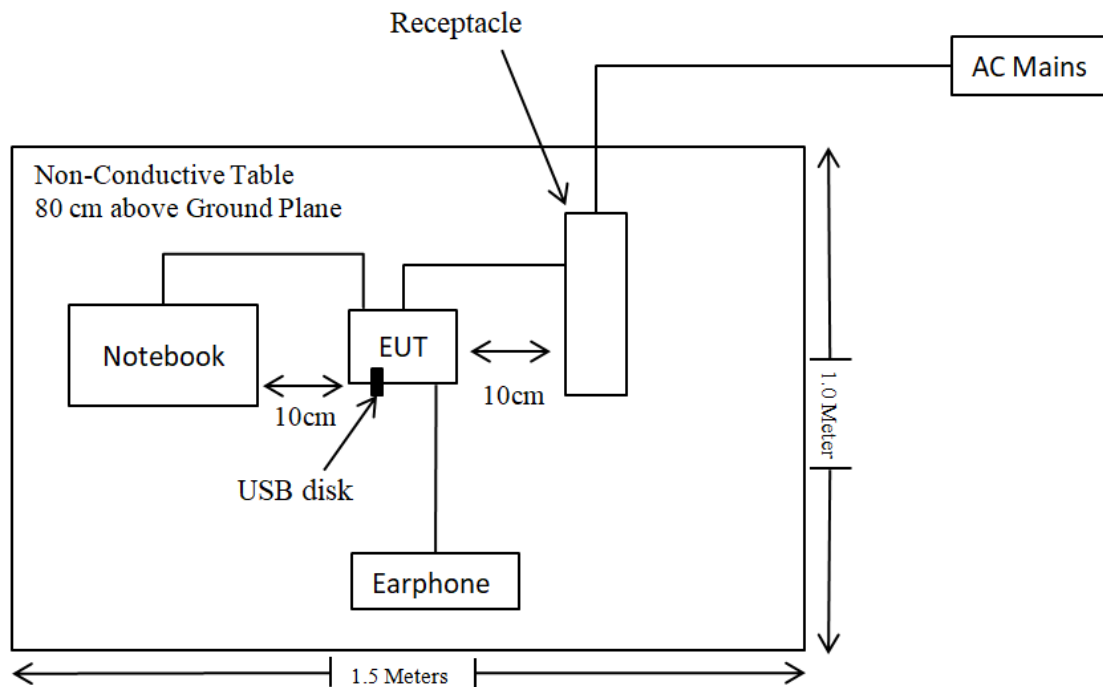 Receptacle
AC Mains
Non-Conductive Table
80 cm above Ground Plane
Notebook
EUT
10cm
10cm
USB disk
Earphone
1.0 Meter
1.5 Meters